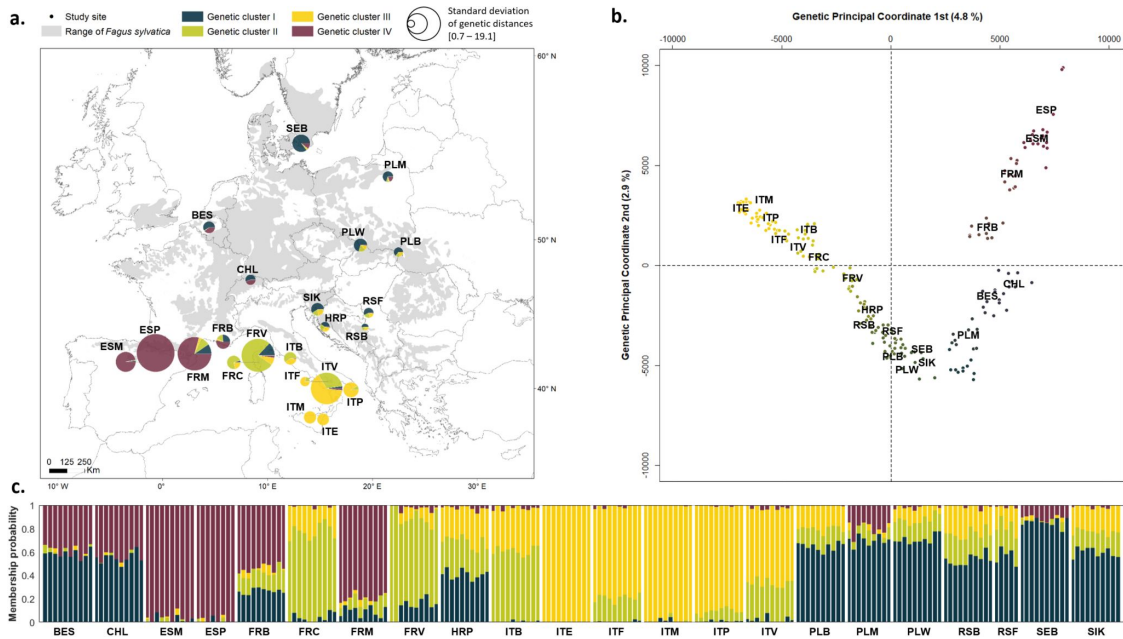 a.
Study site
Range of Fagus sylvatica
Genetic cluster I
Genetic cluster II
Genetic cluster III
Genetic cluster IV
Standard deviation
of genetic distances
[0.7 – 19.1]
60° N
50° N
40° N
SEB
PLM
BES
PLW
PLB
CHL
SIK
RSF
HRP
RSB
ESM
ESP
FRB
FRV
ITB
FRM
FRC
ITF
ITV
ITP
ITM
ITE
0 125 250
Km
10° W
0°
10° E
20° E
30° E
b.
Genetic Principal Coordinate 1st (4.8 %)
-10000
-5000
0
5000
10000
Genetic Principal Coordinate 2nd (2.9 %)
10000
5000
0
-5000
-10000
ESP
ESM
FRM
FRB
ITM
ITE
ITP
ITB
ITF
ITV
FRC
FRV
CHL
BES
HRP
RSB
RSF
PLM
SEB
PLB
SIK
PLW
c.
Membership probability
1
0.8
0.6
0.4
0.2
0
BES CHL ESM ESP FRB FRC FRM FRV HRP ITB ITE ITF ITM ITP ITV PLB PLM PLW RSB RSF SEB SIK